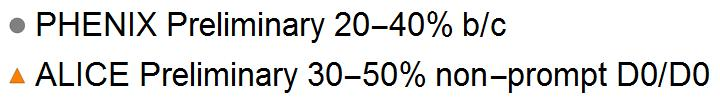 PHENIX Preliminary 20–40% b/c
ALICE Preliminary 30–50% non–prompt D0/D0